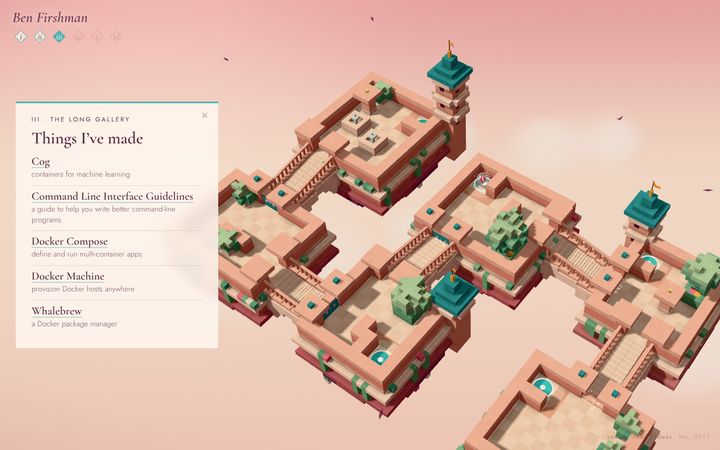 Ben Firshman
i ii iii
III · THE LONG GALLERY
×
Things I've made
Cog
containers for machine learning
Command Line Interface Guidelines
a guide to help you write better command-line
programs
Docker Compose
define and run multi-container apps
Docker Machine
provision Docker hosts anywhere
Whalebrew
a Docker package manager
No. 0011